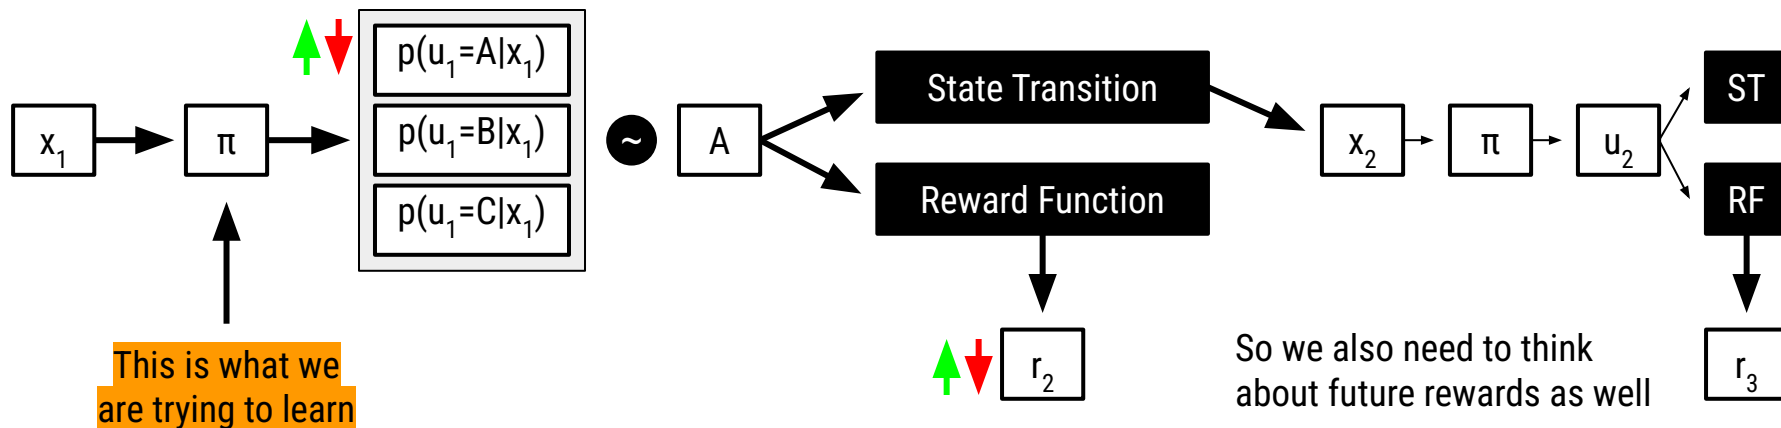 x₁
π
p(u₁=A|x₁)
p(u₁=B|x₁)
p(u₁=C|x₁)
~
A
State Transition
Reward Function
x₂
π
u₂
ST
RF
This is what we
are trying to learn
r₂
So we also need to think
about future rewards as well
r₃